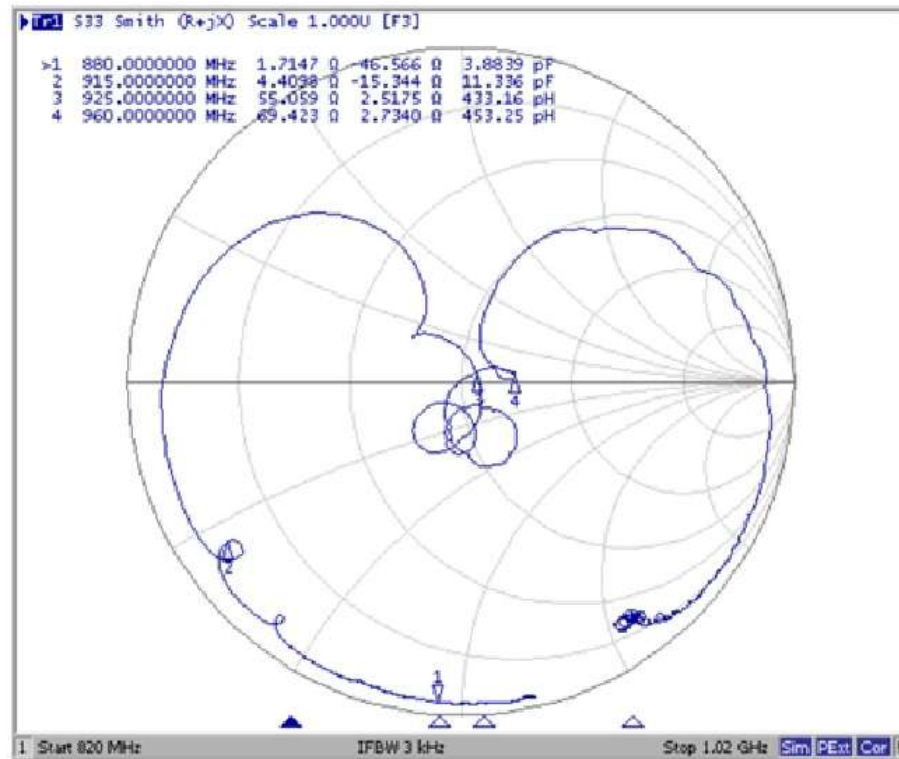 Tr1 S33 Smith (R+jX) Scale 1.000U [F3]
>1 880.0000000 MHz 1.7147 Ω -46.566 Ω 3.8839 pF
2 915.0000000 MHz 4.4098 Ω -15.344 Ω 11.336 pF
3 925.0000000 MHz 55.059 Ω 2.5175 Ω 433.16 pH
4 960.0000000 MHz 69.423 Ω 2.7340 Ω 453.25 pH
4
2
1
1 Start 820 MHz IFBW 3 kHz Stop 1.02 GHz Sim PExt Cor